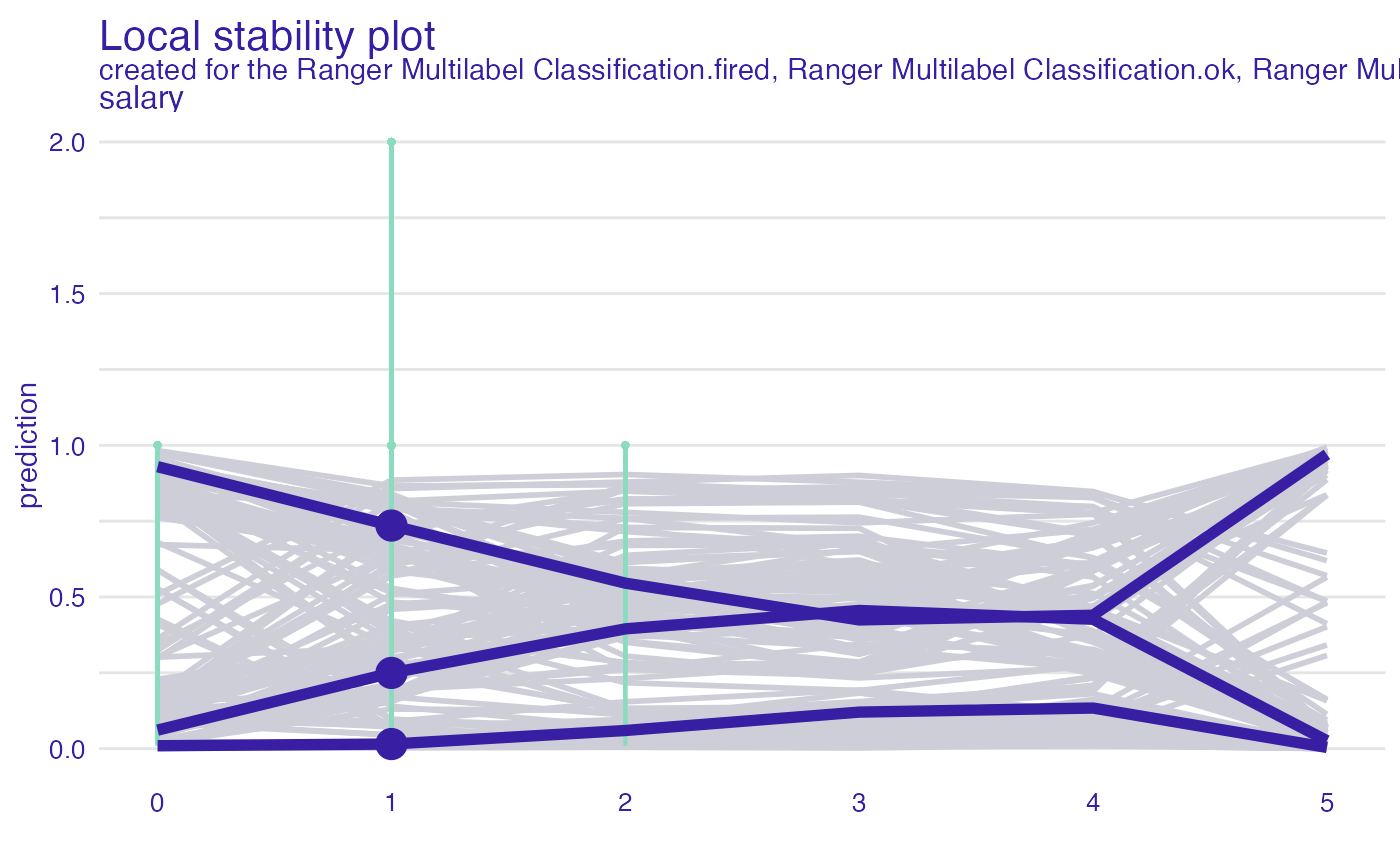 Local stability plot
created for the Ranger Multilabel Classification.fired, Ranger Multilabel Classification.ok, Ranger
salary
2.0
1.5
1.0
0.5
0.0
prediction
0 1 2 3 4 5